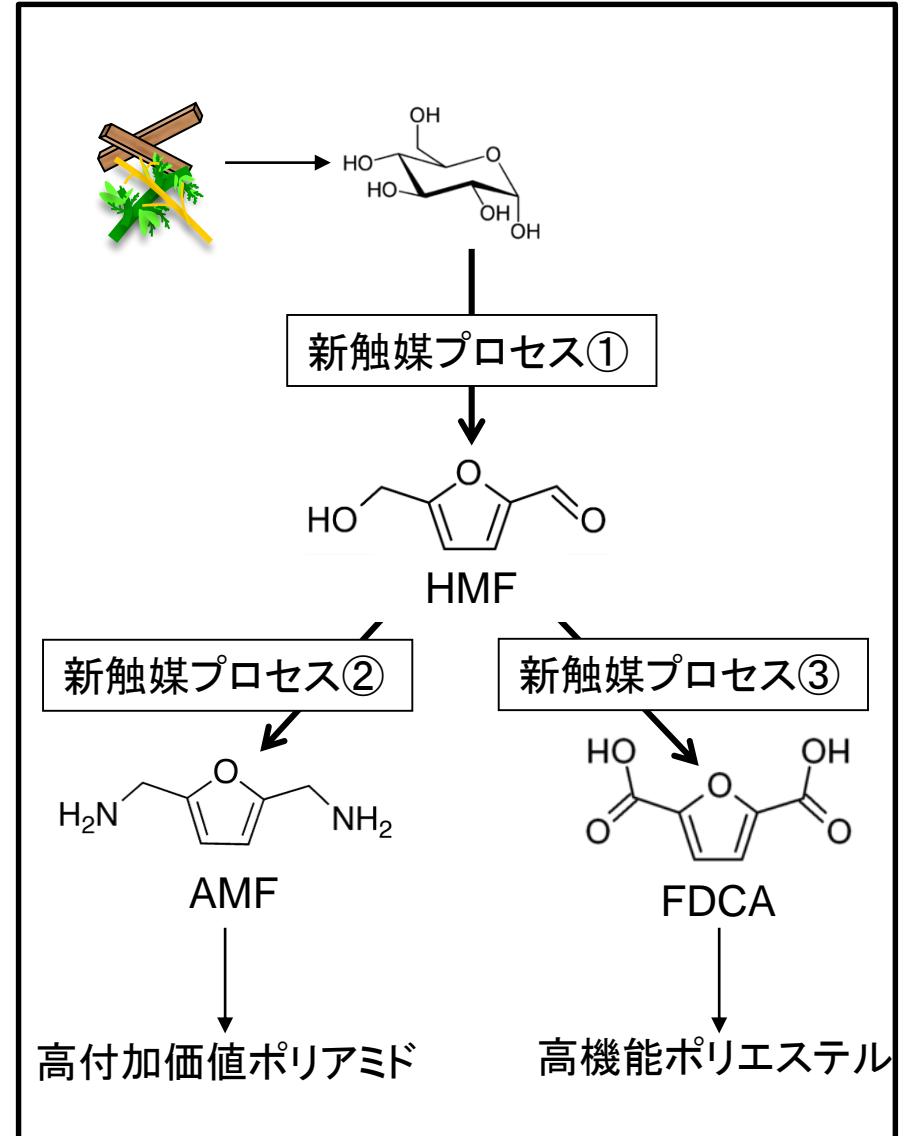 OH
HO
O
HO
OH
OH
新触媒プロセス①
O
HO
O
HMF
新触媒プロセス②
新触媒プロセス③
O
H₂N
NH₂
AMF
HO
OH
O
O
O
FDCA
高付加価値ポリアミド
高機能ポリエステル